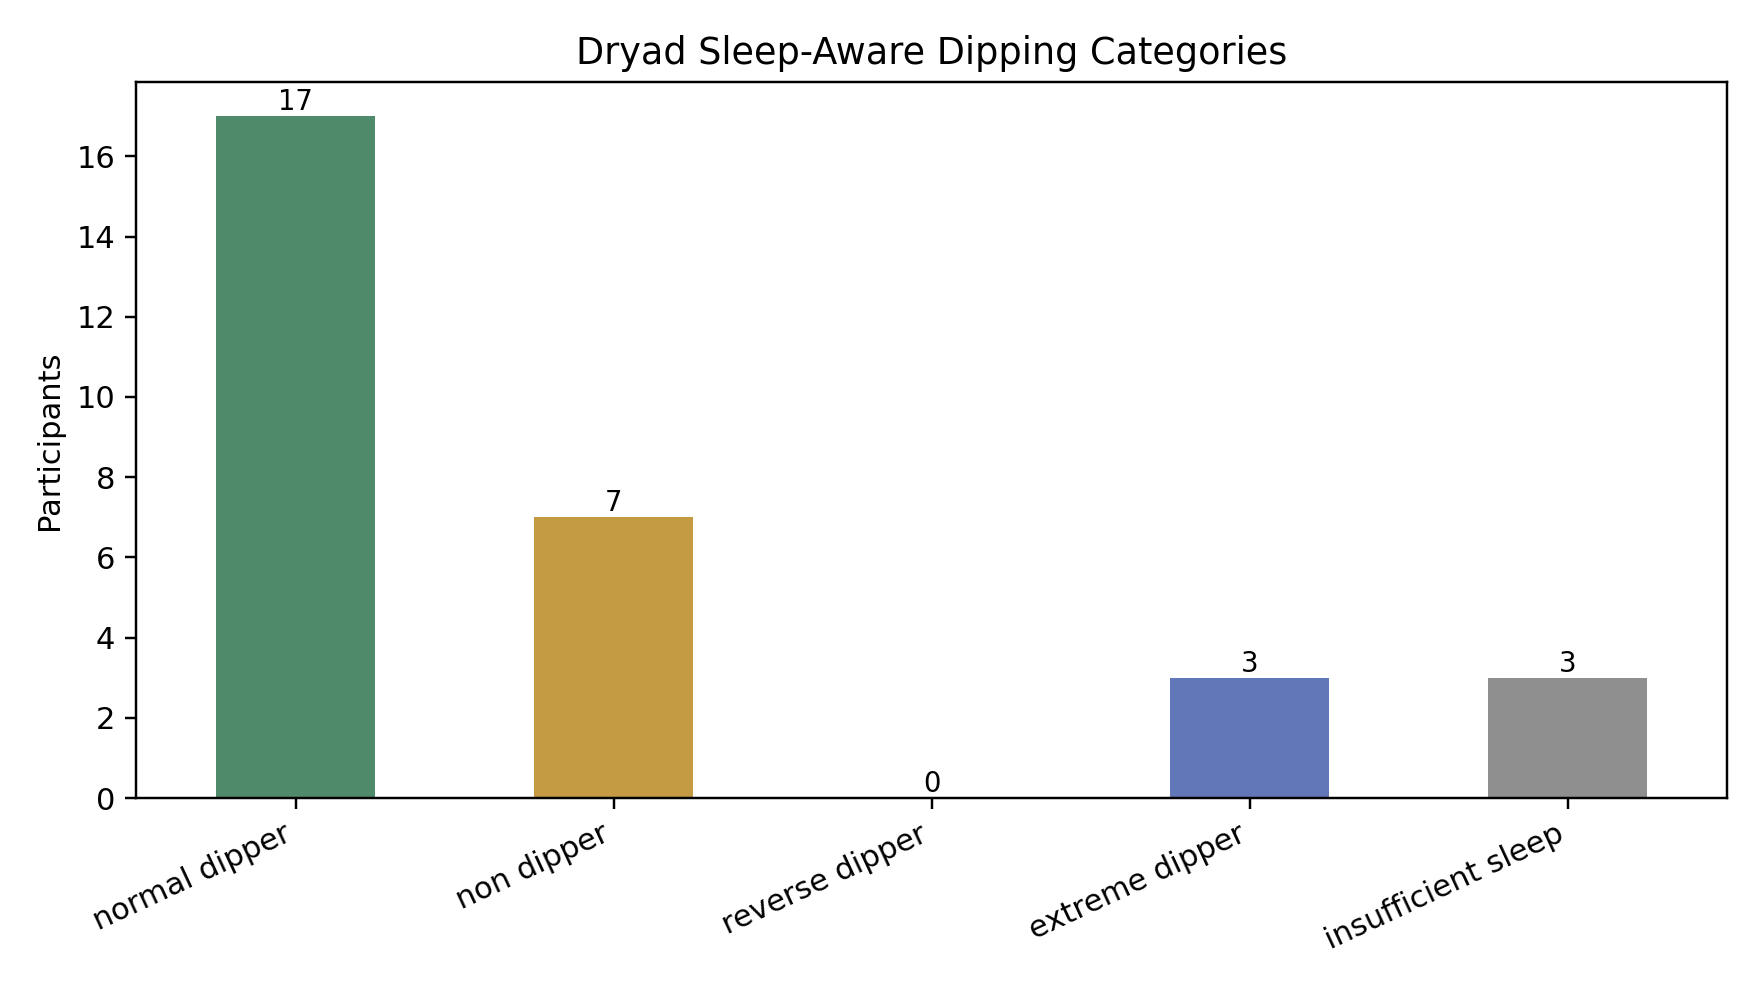 Dryad Sleep-Aware Dipping Categories
Participants
16
14
12
10
8
6
4
2
0
17
7
0
3
3
normal dipper
non dipper
reverse dipper
extreme dipper
insufficient sleep